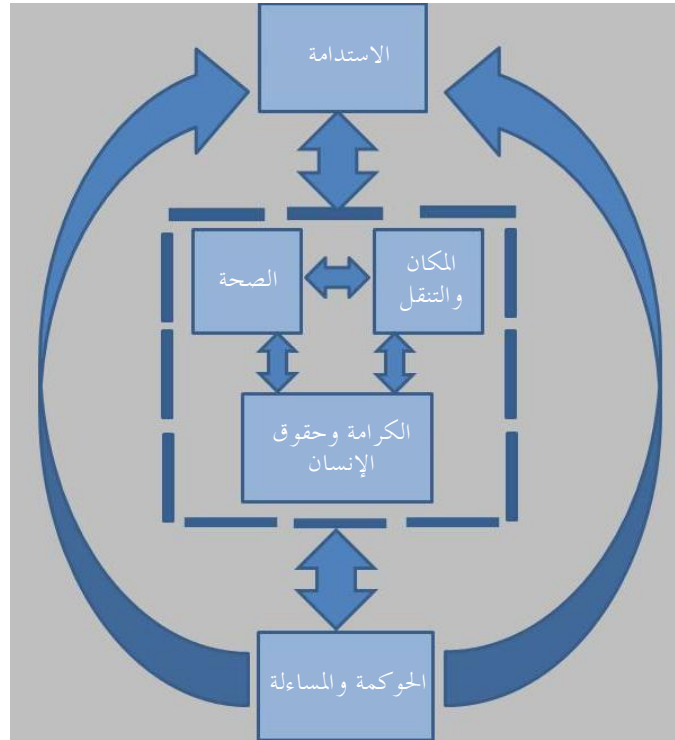 الاستدامة
المكان
والتنقل
الصحة
الكرامة وحقوق
الإنسان
الحوكمة والمساءلة